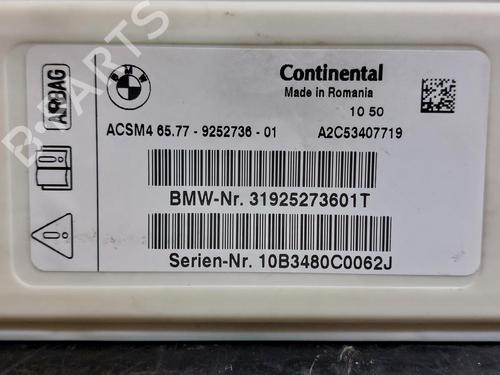 B-PARTS
AIRBAG
BMW
Continental
Made in Romania
10 50
ACSM4 65.77 - 9252736 - 01 A2C53407719
BMW-Nr. 31925273601T
Serien-Nr. 10B3480C0062J